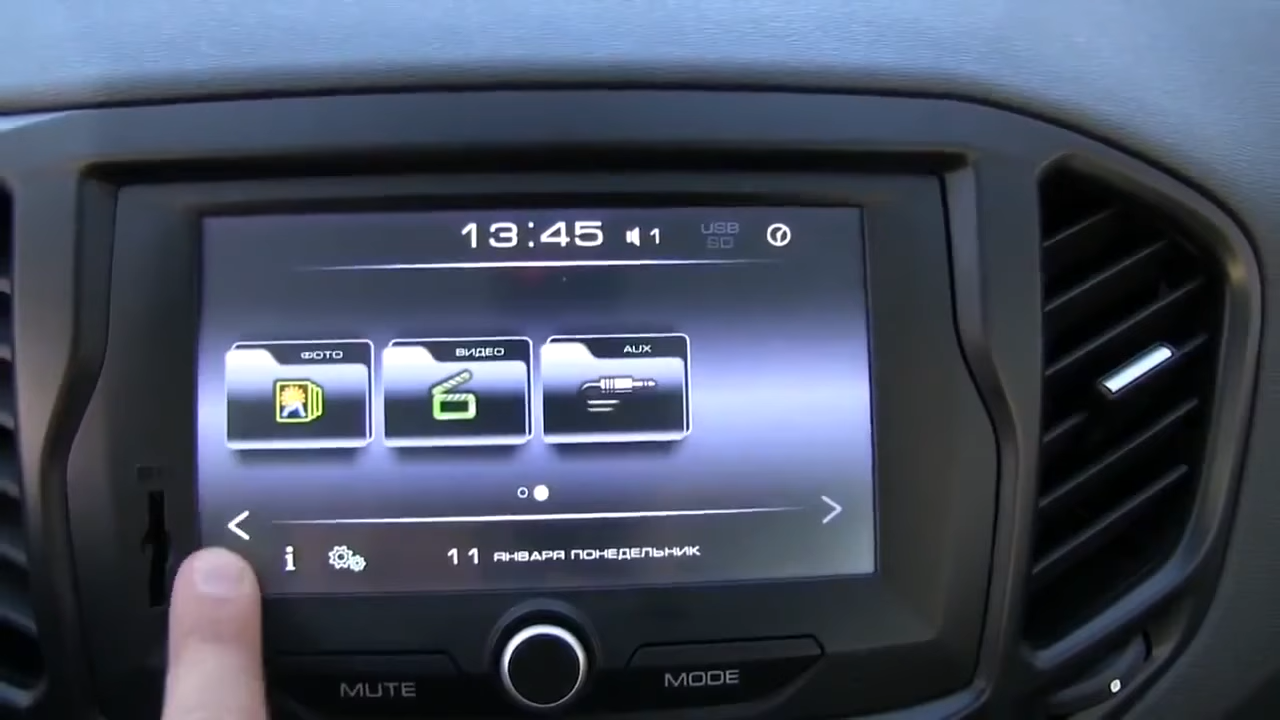 13:45 1 USB
SD
ФОТО
ВИДЕО
AUX
i
11 ЯНВАРЯ ПОНЕДЕЛЬНИК
MUTE
MODE